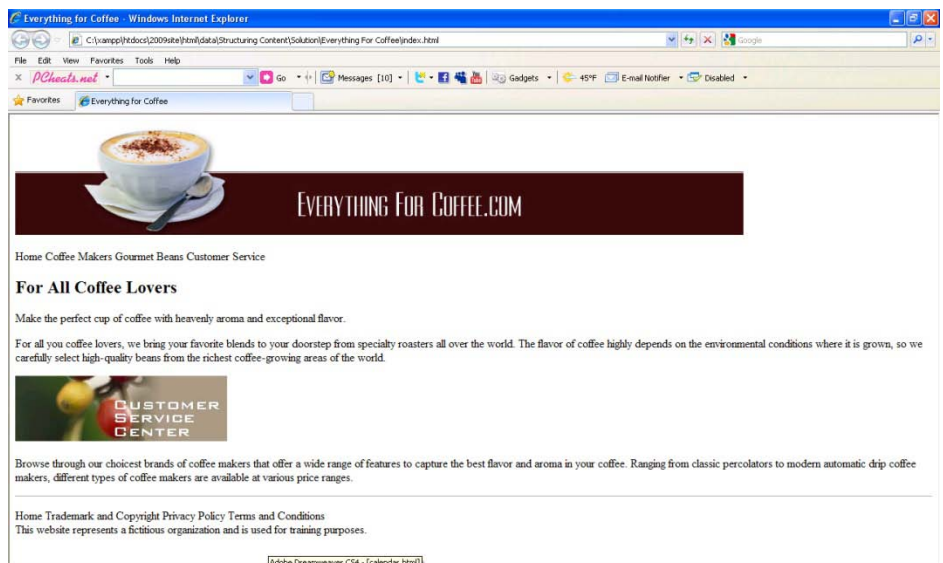 Everything for Coffee - Windows Internet Explorer
C:\xampp\htdocs\2009site\html\data\Structuring Content\Solution\Everything For Coffee\index.html
Google
File Edit View Favorites Tools Help
x PCheats.net Go Messages [10] Gadgets 45°F E-mail Notifier Disabled
Favorites Everything for Coffee
EVERYTHING FOR COFFEE.COM
Home Coffee Makers Gourmet Beans Customer Service
For All Coffee Lovers
Make the perfect cup of coffee with heavenly aroma and exceptional flavor.
For all you coffee lovers, we bring your favorite blends to your doorstep from specialty roasters all over the world. The flavor of coffee highly depends on the environmental conditions where it is grown, so we
carefully select high-quality beans from the richest coffee-growing areas of the world.
CUSTOMER
SERVICE
CENTER
Browse through our choicest brands of coffee makers that offer a wide range of features to capture the best flavor and aroma in your coffee. Ranging from classic percolators to modern automatic drip coffee
makers, different types of coffee makers are available at various price ranges.
Home Trademark and Copyright Privacy Policy Terms and Conditions
This website represents a fictitious organization and is used for training purposes.
Adobe Dreamweaver CS4 - [calendar.html]